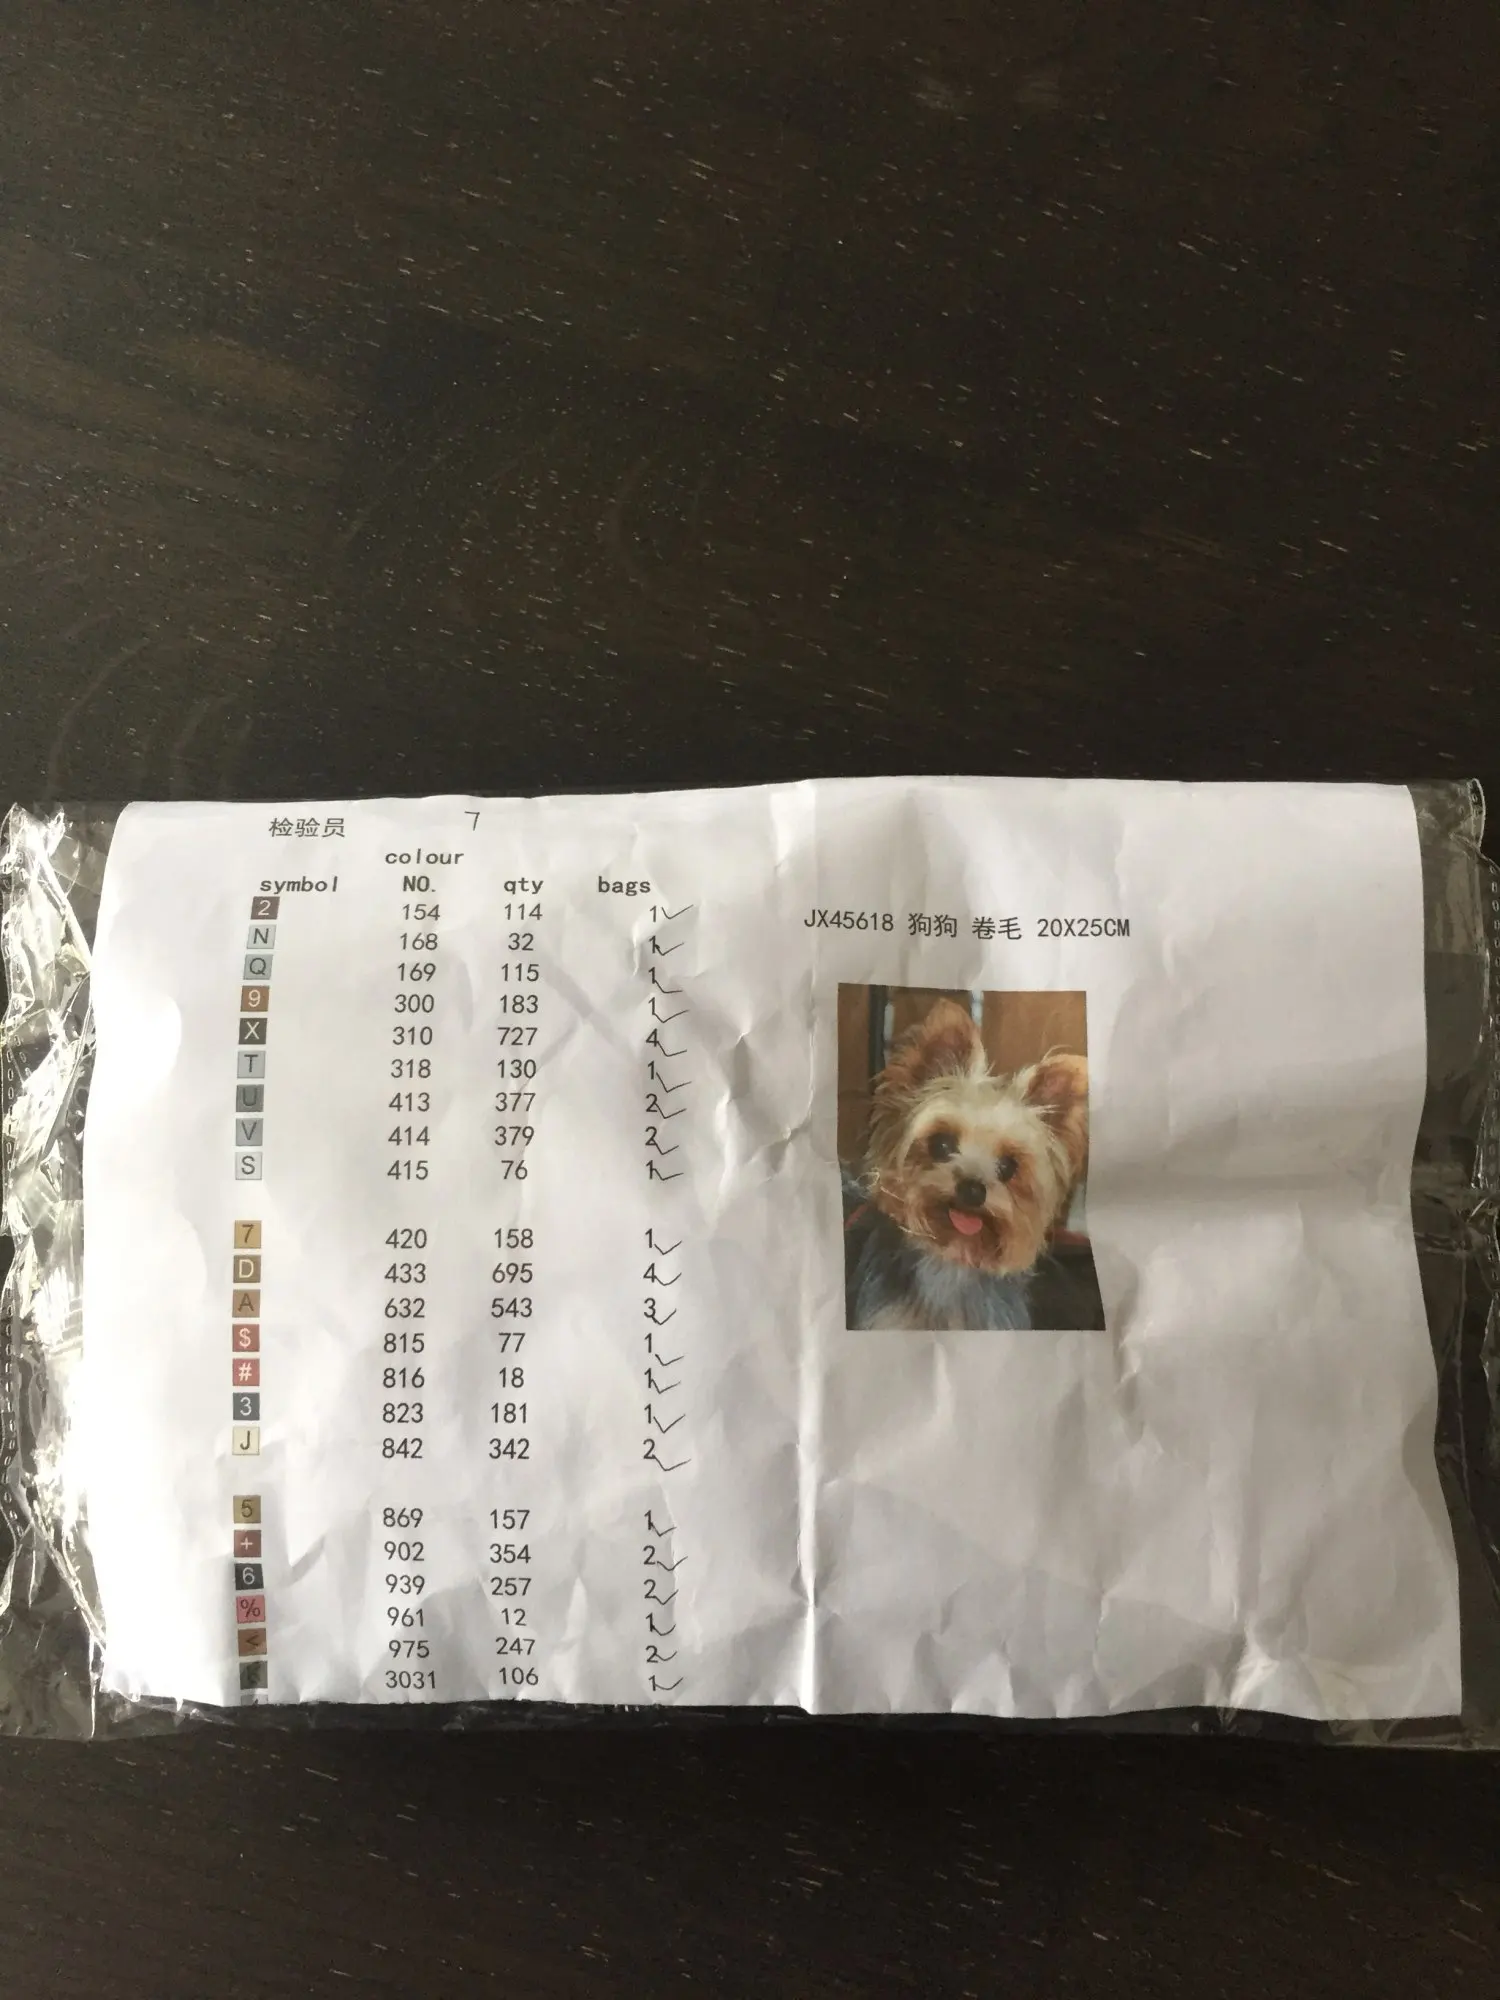 检验员 7
colour
symbol NO. qty bags
2 154 114 1
N 168 32 1
Q 169 115 1
9 300 183 1
X 310 727 4
T 318 130 1
U 413 377 2
V 414 379 2
S 415 76 1
7 420 158 1
D 433 695 4
A 632 543 3
$ 815 77 1
# 816 18 1
3 823 181 1
J 842 342 2
5 869 157 1
+ 902 354 2
6 939 257 2
% 961 12 1
< 975 247 2
3031 106 1
JX45618 狗狗 卷毛 20X25CM